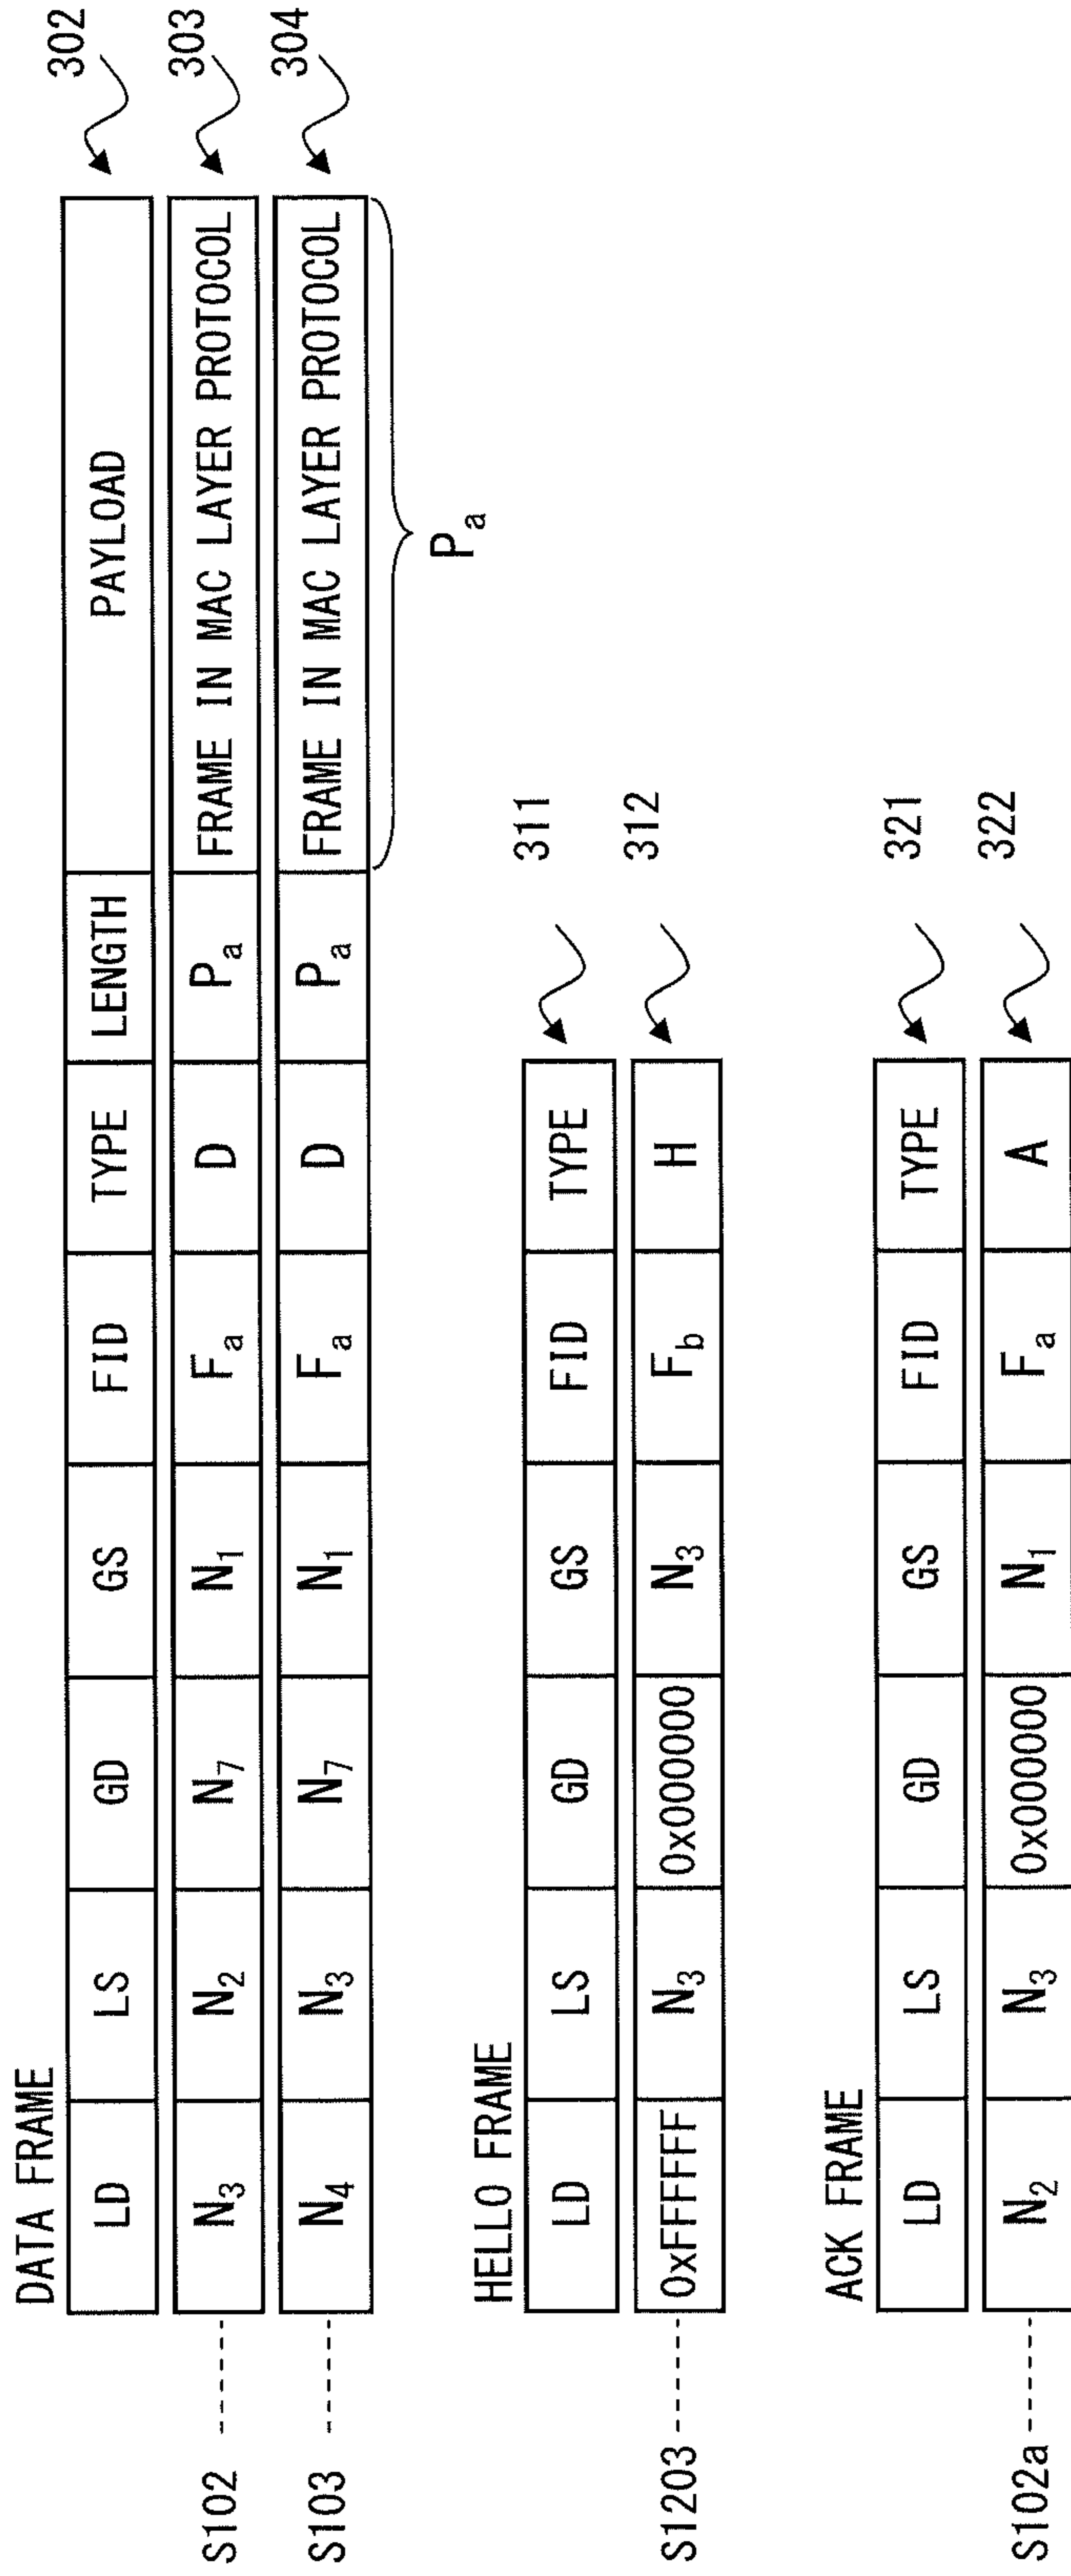 DATA FRAME
LD LS GD GS FID TYPE LENGTH PAYLOAD 302
S102 N3 N2 N7 N1 Fa D Pa FRAME IN MAC LAYER PROTOCOL 303
S103 N4 N3 N7 N1 Fa D Pa FRAME IN MAC LAYER PROTOCOL 304
Pa
HELLO FRAME
LD LS GD GS FID TYPE 311
S1203 0xFFFFFF N3 0x000000 N3 Fb H 312
ACK FRAME
LD LS GD GS FID TYPE 321
S102a N2 N3 0x000000 N1 Fa A 322